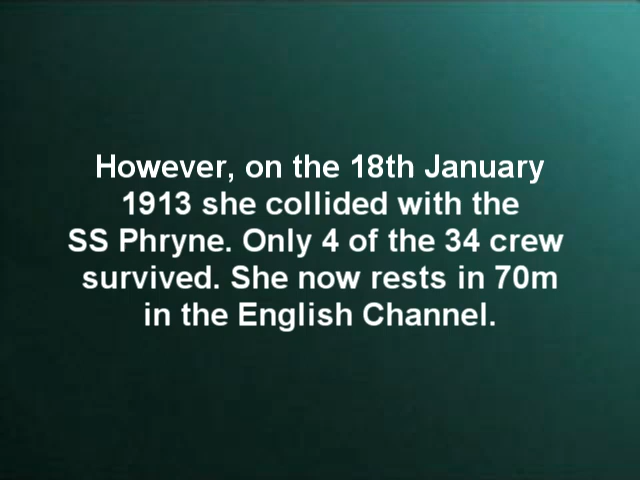 However, on the 18th January
1913 she collided with the
SS Phryne. Only 4 of the 34 crew
survived. She now rests in 70m
in the English Channel.